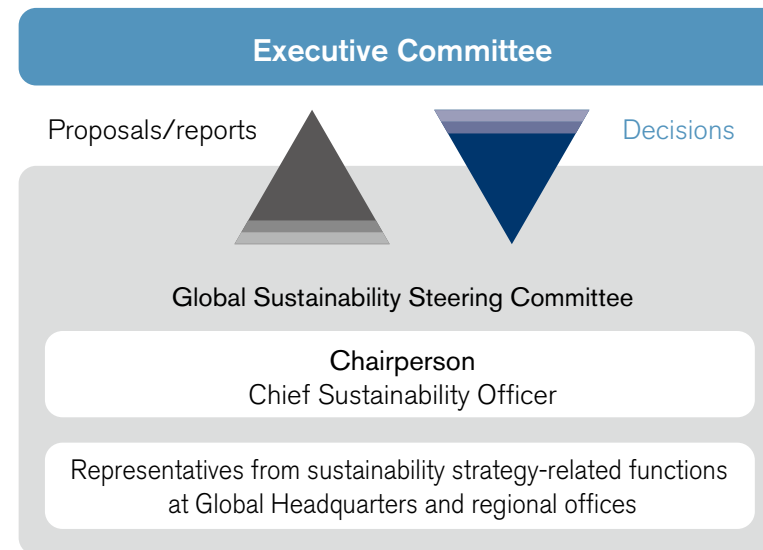 Executive Committee
Proposals/reports
Decisions
Global Sustainability Steering Committee
Chairperson
Chief Sustainability Officer
Representatives from sustainability strategy-related functions
at Global Headquarters and regional offices